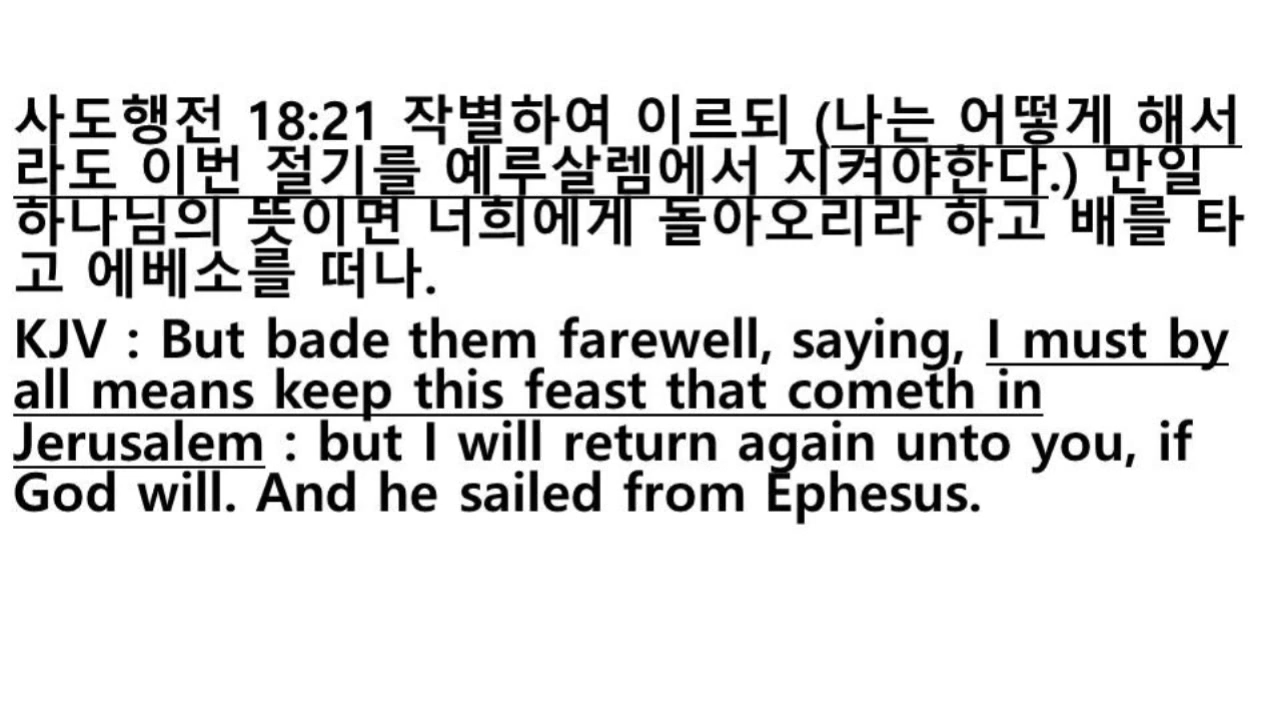 사도행전 18:21 작별하여 이르되 (나는 어떻게 해서
라도 이번 절기를 예루살렘에서 지켜야한다.) 만일
하나님의 뜻이면 너희에게 돌아오리라 하고 배를 타
고 에베소를 떠나.
KJV : But bade them farewell, saying, I must by
all means keep this feast that cometh in
Jerusalem : but I will return again unto you, if
God will. And he sailed from Ephesus.